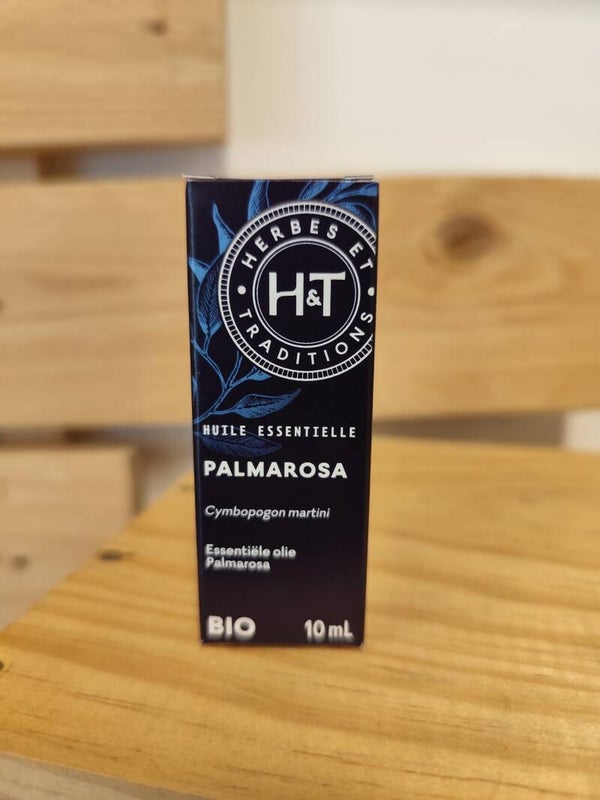 HERBES ET
H&T
TRADITIONS
HUILE ESSENTIELLE
PALMAROSA
Cymbopogon martini
Essentiële olie
Palmarosa
BIO 10 mL